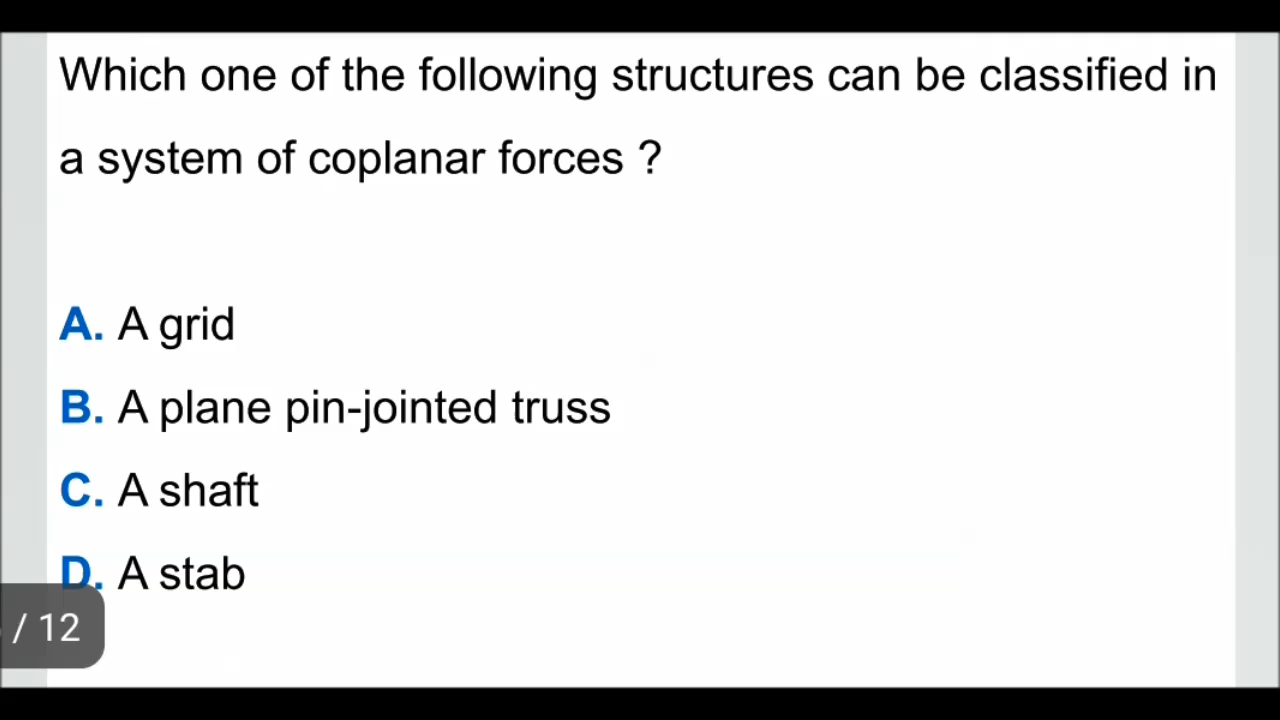 Which one of the following structures can be classified in
a system of coplanar forces ?
A. A grid
B. A plane pin-jointed truss
C. A shaft
D. A stab
/ 12